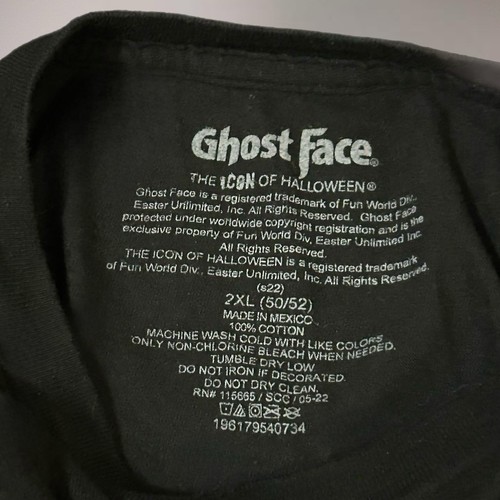 Ghost Face®
THE ICON OF HALLOWEEN®
Ghost Face is a registered trademark of Fun World Div.,
Easter Unlimited, Inc. All Rights Reserved. Ghost Face
protected under worldwide copyright registration and is the
exclusive property of Fun World Div, Easter Unlimited Inc.
All Rights Reserved.
THE ICON OF HALLOWEEN is a registered trademark
of Fun World Div., Easter Unlimited, Inc. All Rights Reserved.
(s22)
2XL (50/52)
MADE IN MEXICO
100% COTTON
MACHINE WASH COLD WITH LIKE COLORS
ONLY NON-CHLORINE BLEACH WHEN NEEDED.
TUMBLE DRY LOW
DO NOT IRON IF DECORATED.
DO NOT DRY CLEAN.
RN# 115665 / SCC / 05-22
196179540734